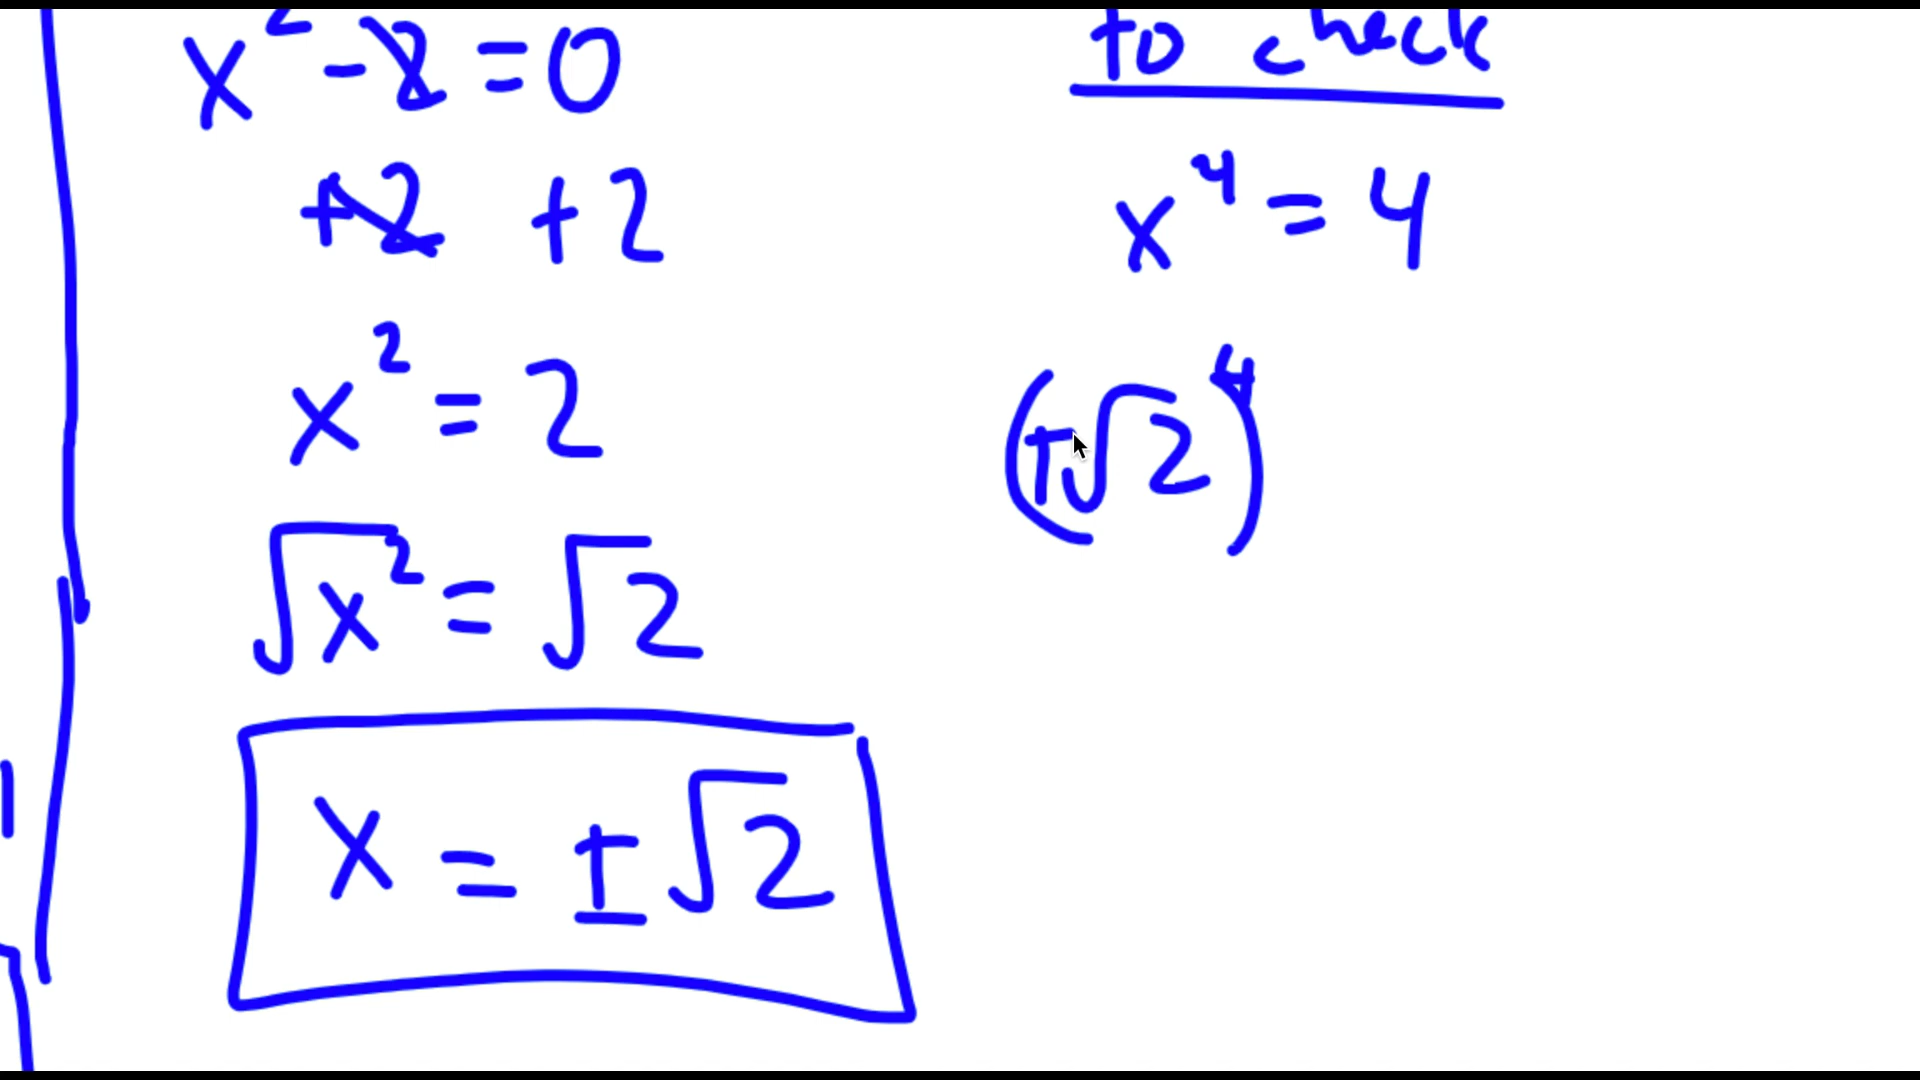 x² - 2 = 0
+2 +2
x² = 2
√x² = √2
x = ±√2
to check
x⁴ = 4
(+√2)⁴